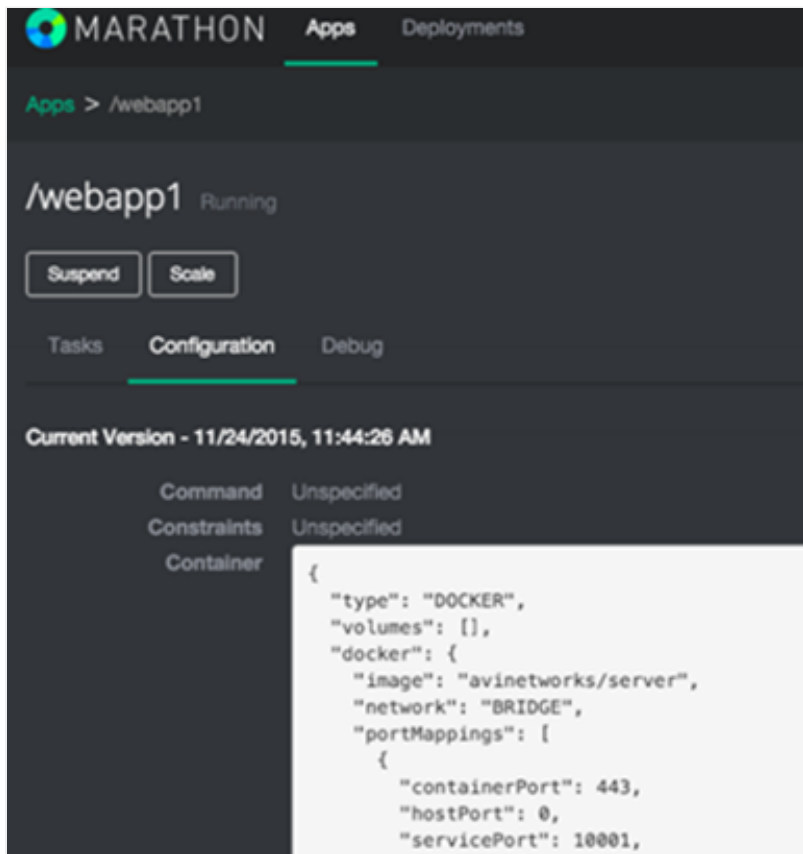 MARATHON Apps Deployments
Apps > /webapp1
/webapp1 Running
Suspend Scale
Tasks Configuration Debug
Current Version - 11/24/2015, 11:44:26 AM
Command Unspecified
Constraints Unspecified
Container {
"type": "DOCKER",
"volumes": [],
"docker": {
"image": "avinetworks/server",
"network": "BRIDGE",
"portMappings": [
{
"containerPort": 443,
"hostPort": 0,
"servicePort": 10001,